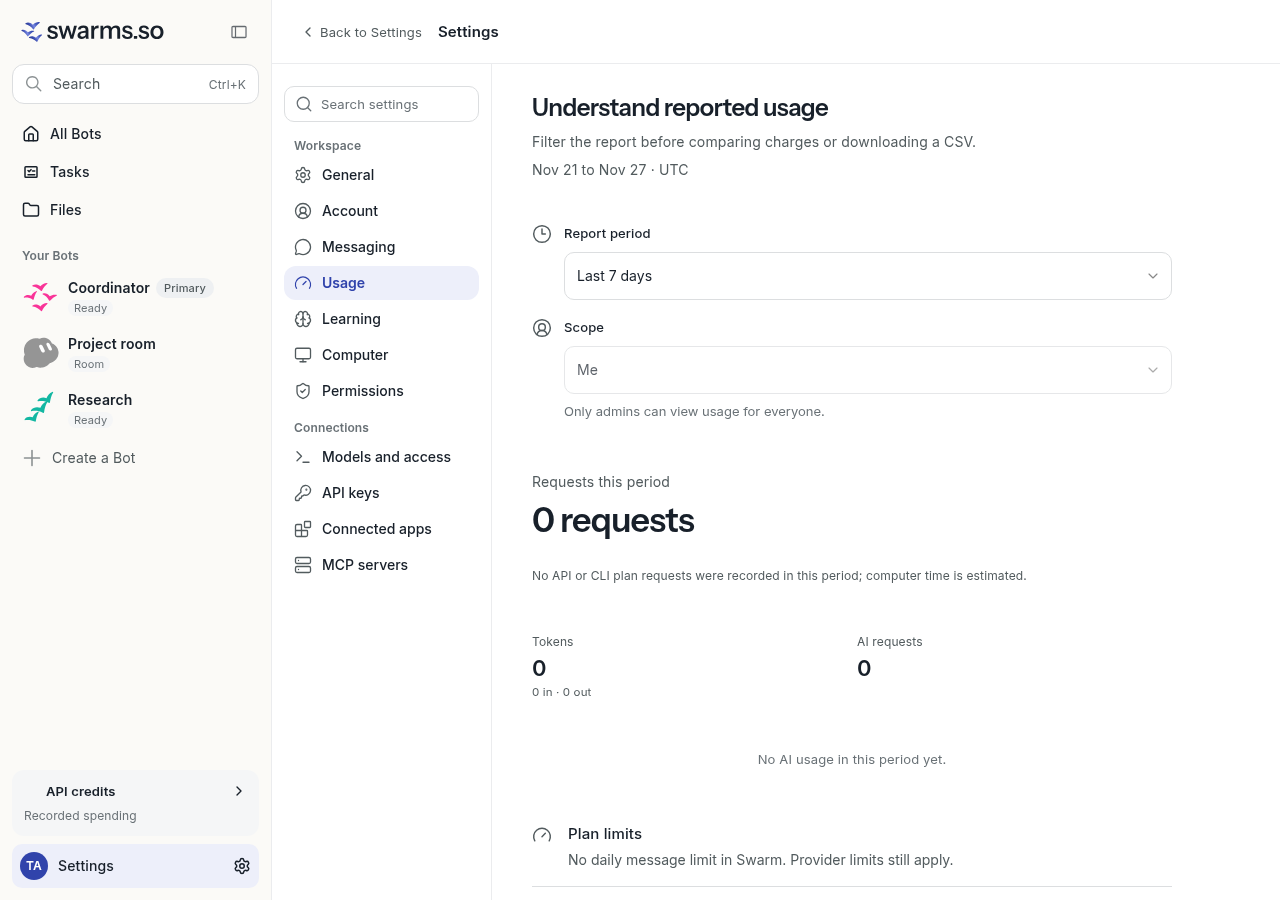 swarms.so
Search Ctrl+K
All Bots
Tasks
Files
Your Bots
Coordinator Primary
Ready
Project room
Room
Research
Ready
Create a Bot
API credits
Recorded spending
TA Settings
Back to Settings Settings
Search settings
Workspace
General
Account
Messaging
Usage
Learning
Computer
Permissions
Connections
Models and access
API keys
Connected apps
MCP servers
Understand reported usage
Filter the report before comparing charges or downloading a CSV.
Nov 21 to Nov 27 · UTC
Report period
Last 7 days
Scope
Me
Only admins can view usage for everyone.
Requests this period
0 requests
No API or CLI plan requests were recorded in this period; computer time is estimated.
Tokens
0
0 in · 0 out
AI requests
0
No AI usage in this period yet.
Plan limits
No daily message limit in Swarm. Provider limits still apply.